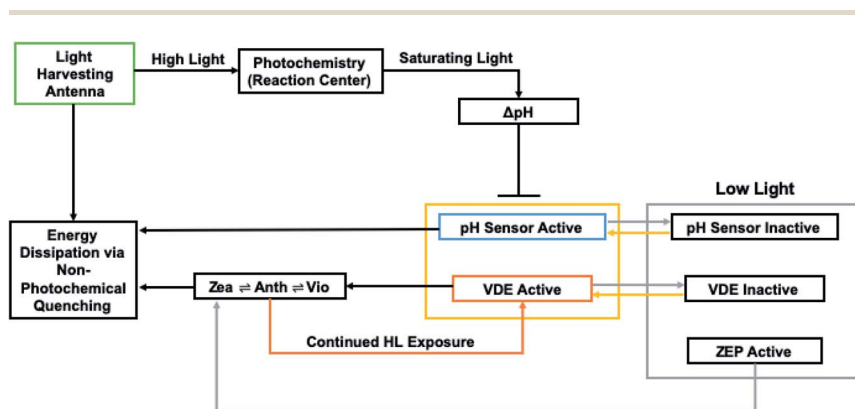 Light
Harvesting
Antenna
High Light
Photochemistry
(Reaction Center)
Saturating Light
ΔpH
Low Light
Energy
Dissipation via
Non-
Photochemical
Quenching
pH Sensor Active
pH Sensor Inactive
Zea ⇌ Anth ⇌ Vio
VDE Active
VDE Inactive
Continued HL Exposure
ZEP Active